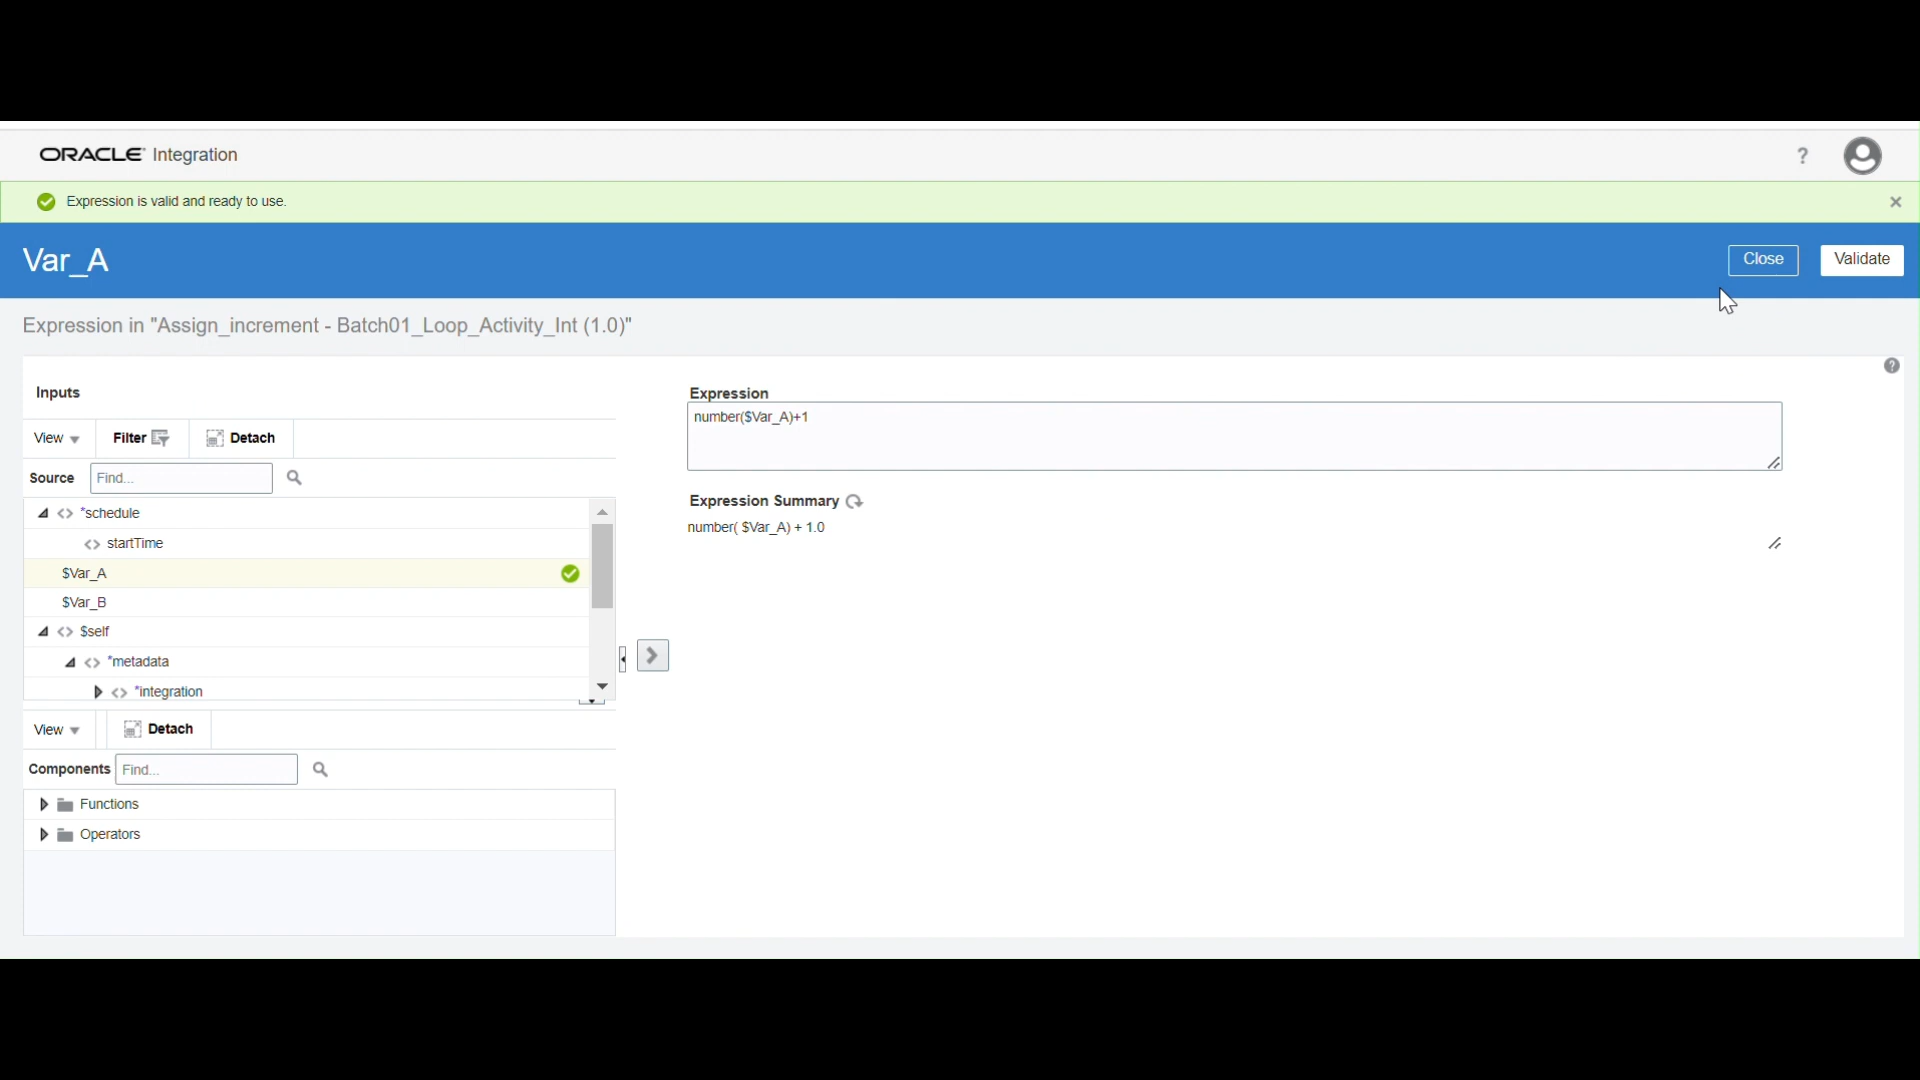 ORACLE Integration
?
Expression is valid and ready to use.
Var_A
Close
Validate
Expression in "Assign_increment - Batch01_Loop_Activity_Int (1.0)"
?
Inputs
View Filter Detach
Source Find...
<> *schedule
<> startTime
$Var_A
$Var_B
<> $self
<> *metadata
<> *integration
View Detach
Components Find...
Functions
Operators
Expression
number($Var_A)+1
Expression Summary
number( $Var_A) + 1.0